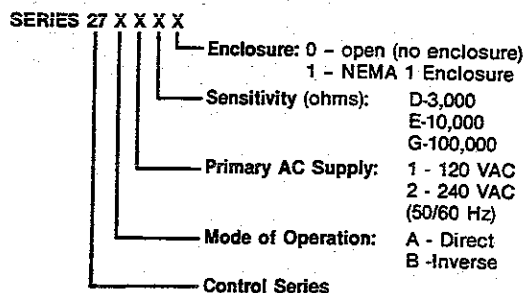 SERIES 27 X X X X
Enclosure: 0 - open (no enclosure)
1 - NEMA 1 Enclosure
Sensitivity (ohms): D-3,000
E-10,000
G-100,000
Primary AC Supply: 1 - 120 VAC
2 - 240 VAC
(50/60 Hz)
Mode of Operation: A - Direct
B -Inverse
Control Series